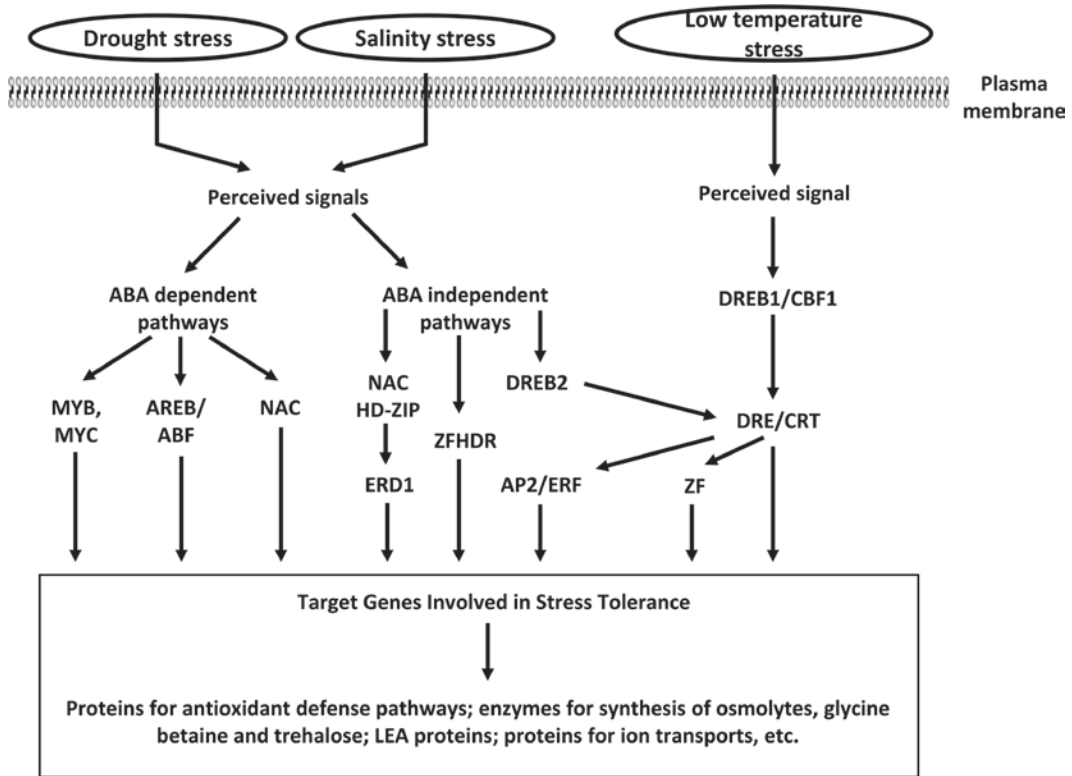 Drought stress
Salinity stress
Low temperature
stress
Plasma
membrane
Perceived signals
Perceived signal
ABA dependent
pathways
ABA independent
pathways
DREB1/CBF1
MYB,
MYC
AREB/
ABF
NAC
NAC
HD-ZIP
DREB2
ZFHDR
DRE/CRT
ERD1
AP2/ERF
ZF
Target Genes Involved in Stress Tolerance
Proteins for antioxidant defense pathways; enzymes for synthesis of osmolytes, glycine
betaine and trehalose; LEA proteins; proteins for ion transports, etc.